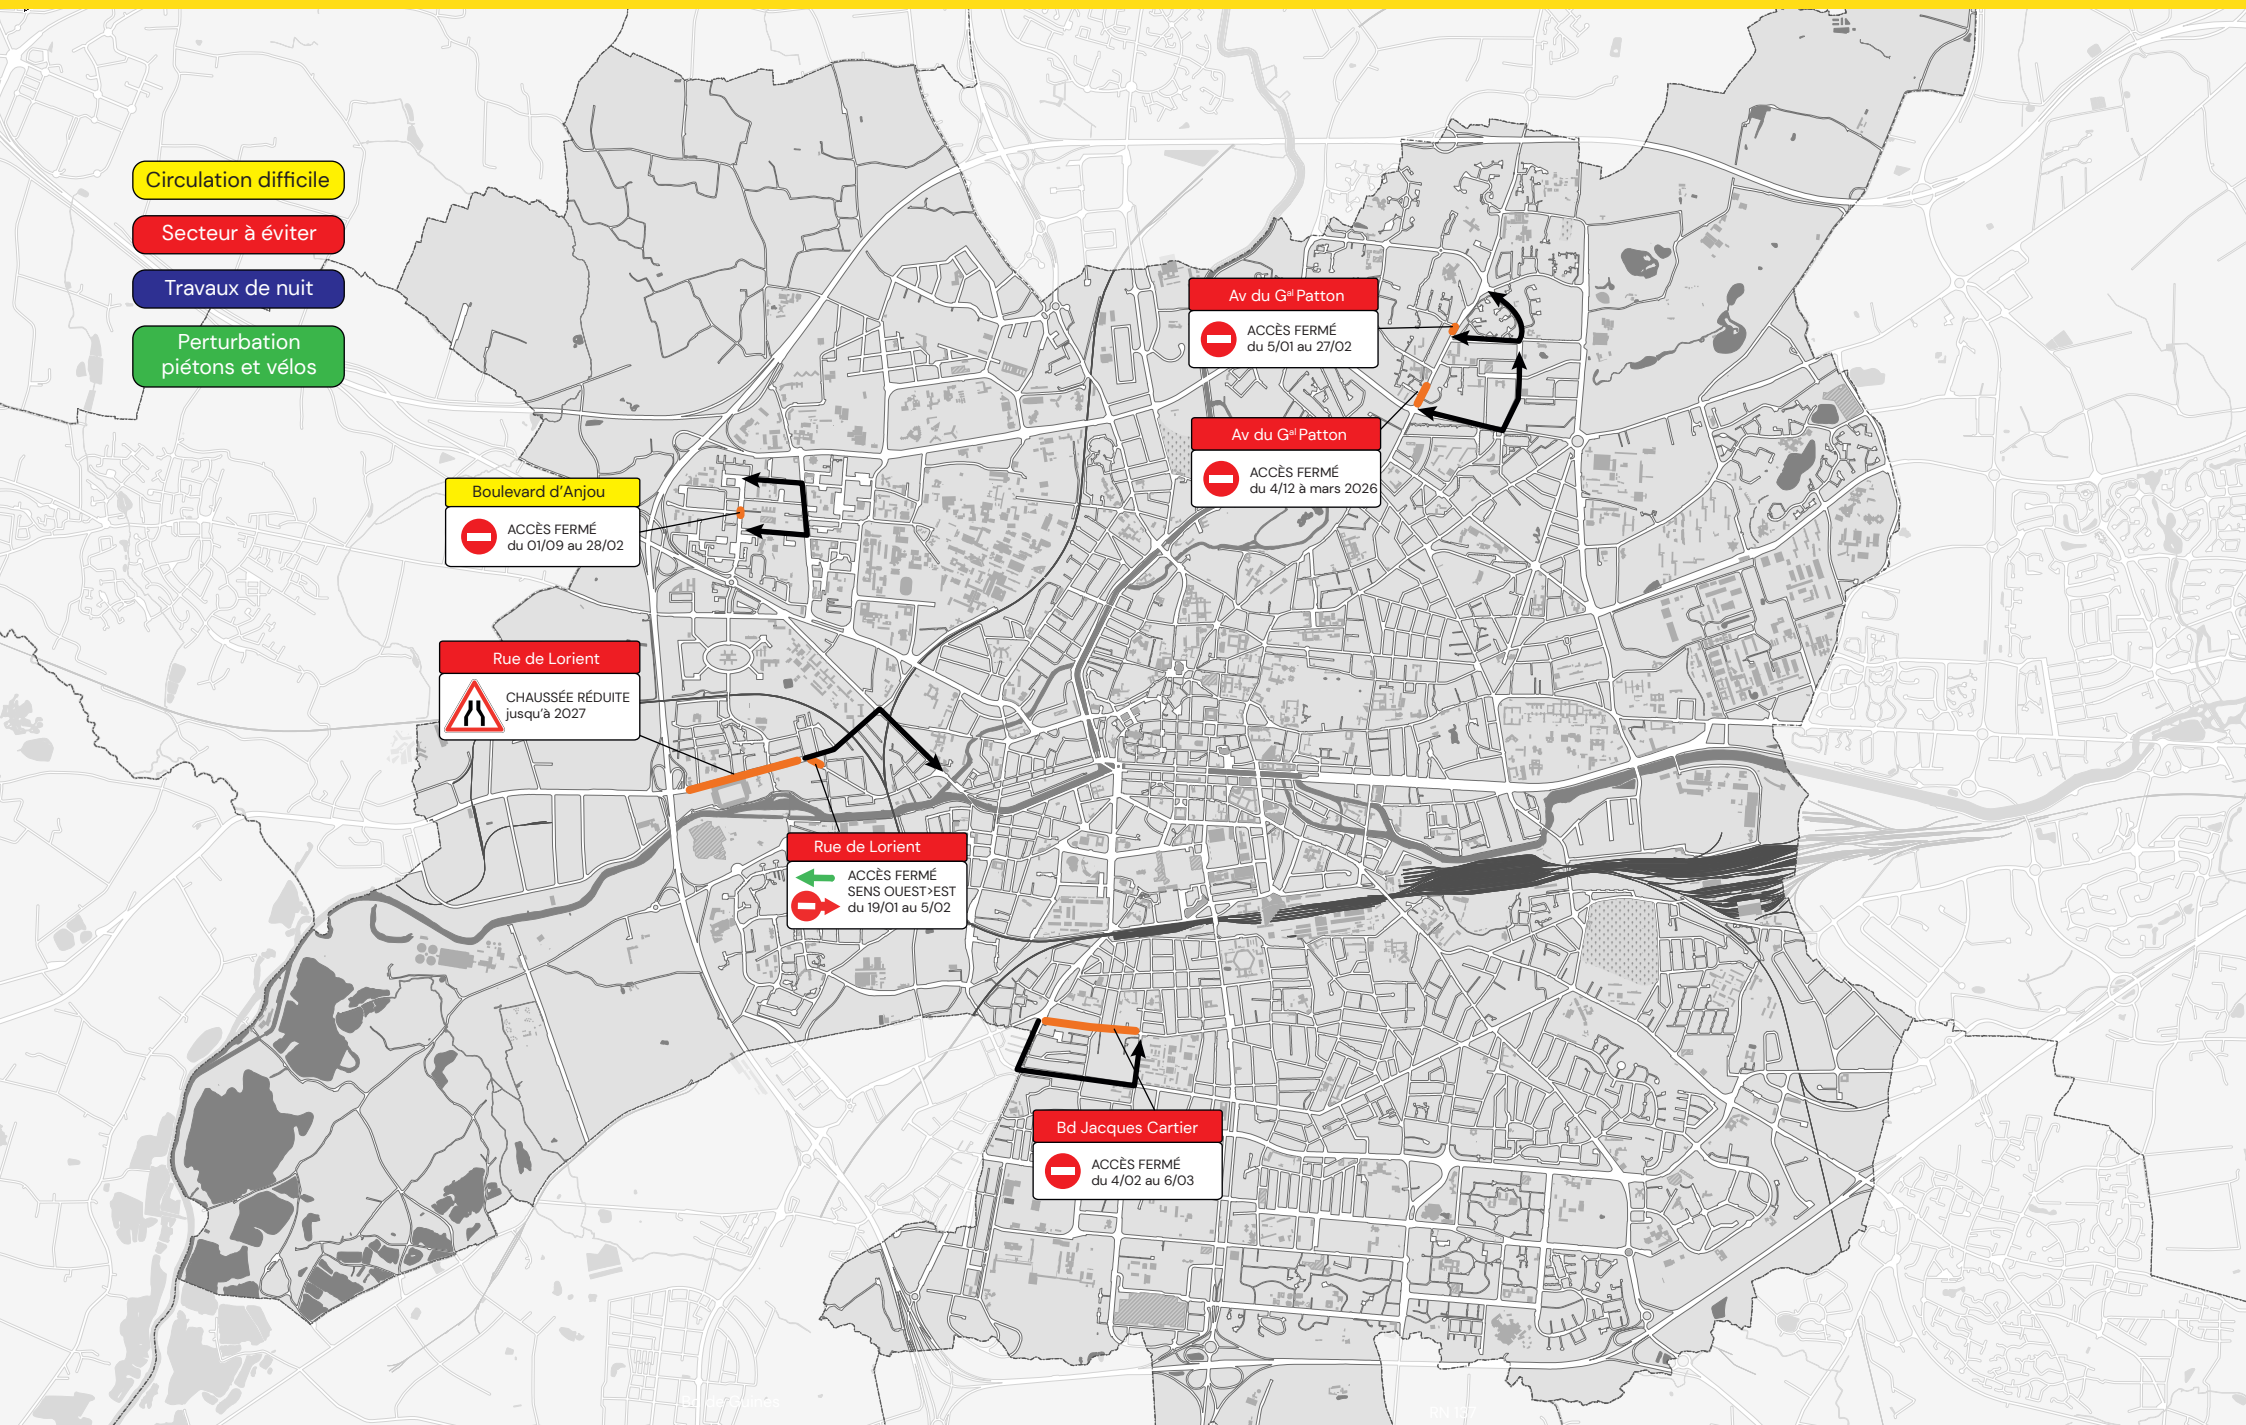 Circulation difficile
Secteur à éviter
Travaux de nuit
Perturbation
piétons et vélos
Av du Gal Patton
ACCÈS FERMÉ
du 5/01 au 27/02
Av du Gal Patton
ACCÈS FERMÉ
du 4/12 à mars 2026
Boulevard d’Anjou
ACCÈS FERMÉ
du 01/09 au 28/02
Rue de Lorient
CHAUSSÉE RÉDUITE
jusqu’à 2027
Rue de Lorient
ACCÈS FERMÉ
SENS OUEST>EST
du 19/01 au 5/02
Bd Jacques Cartier
ACCÈS FERMÉ
du 4/02 au 6/03
RN 137